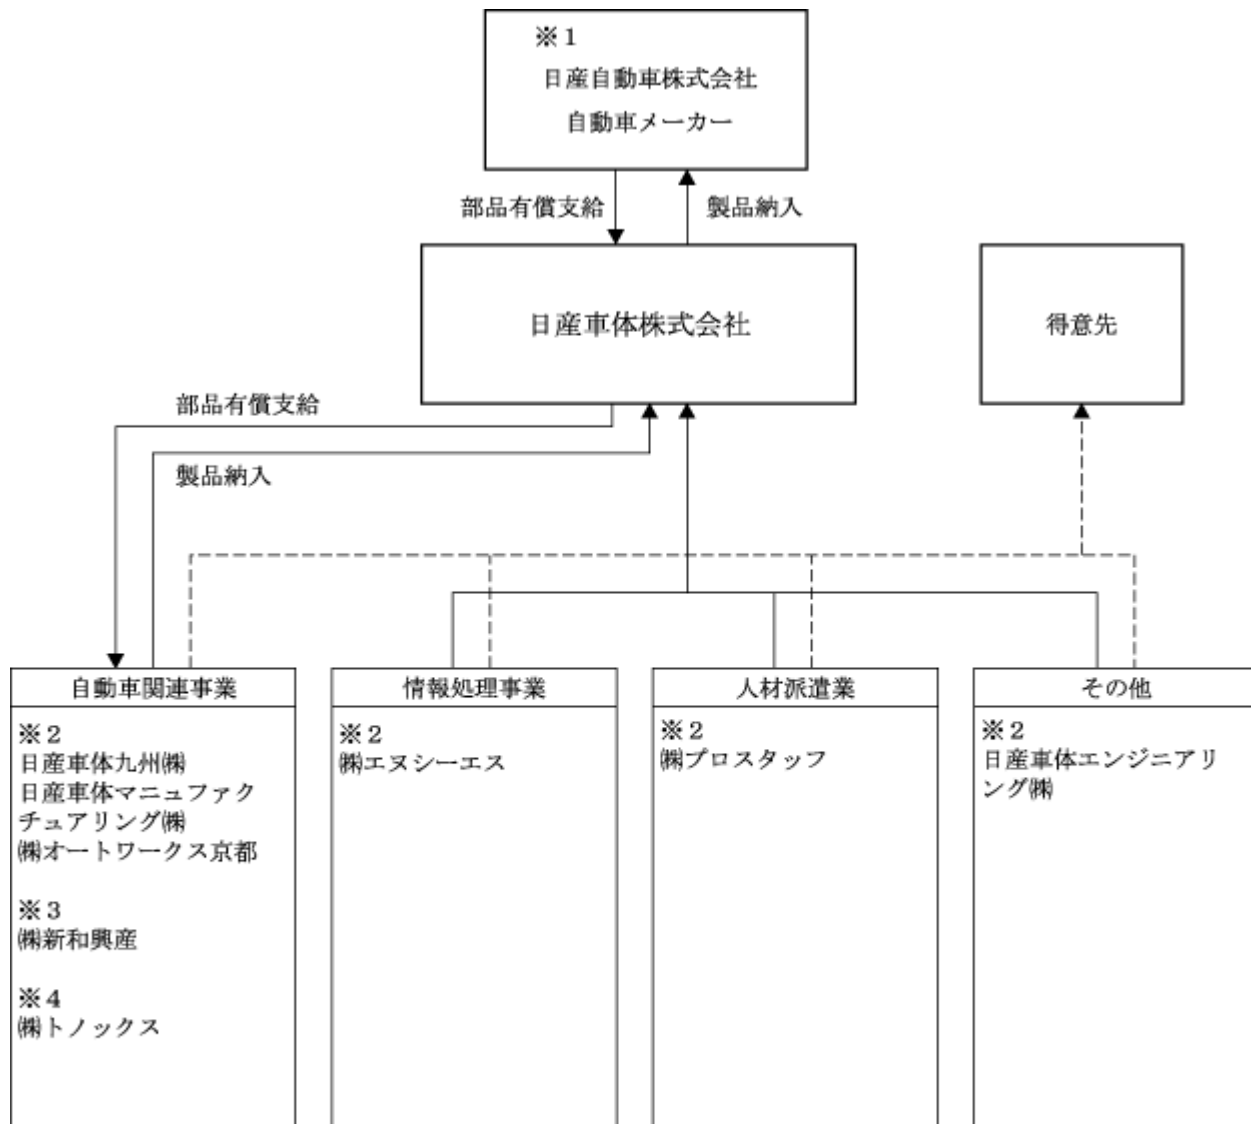 ※１
日産自動車株式会社
自動車メーカー
部品有償支給
製品納入
日産車体株式会社
得意先
部品有償支給
製品納入
自動車関連事業
※２
日産車体九州㈱
日産車体マニュファク
チュアリング㈱
㈱オートワークス京都
※３
㈱新和興産
※４
㈱トノックス
情報処理事業
※２
㈱エヌシーエス
人材派遣業
※２
㈱プロスタッフ
その他
※２
日産車体エンジニアリ
ング㈱